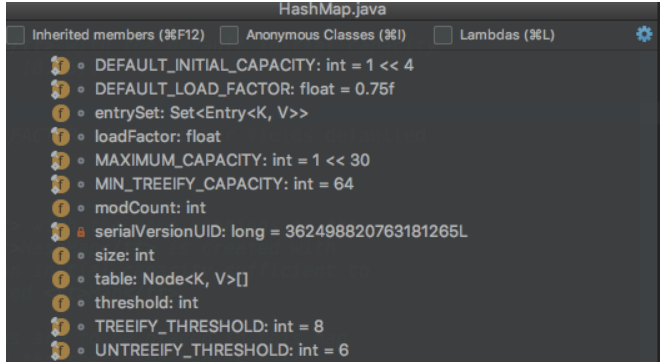 HashMap.java
Inherited members (⌘F12) Anonymous Classes (⌘I) Lambdas (⌘L)
DEFAULT_INITIAL_CAPACITY: int = 1 << 4
DEFAULT_LOAD_FACTOR: float = 0.75f
entrySet: Set<Entry<K, V>>
loadFactor: float
MAXIMUM_CAPACITY: int = 1 << 30
MIN_TREEIFY_CAPACITY: int = 64
modCount: int
serialVersionUID: long = 362498820763181265L
size: int
table: Node<K, V>[]
threshold: int
TREEIFY_THRESHOLD: int = 8
UNTREEIFY_THRESHOLD: int = 6